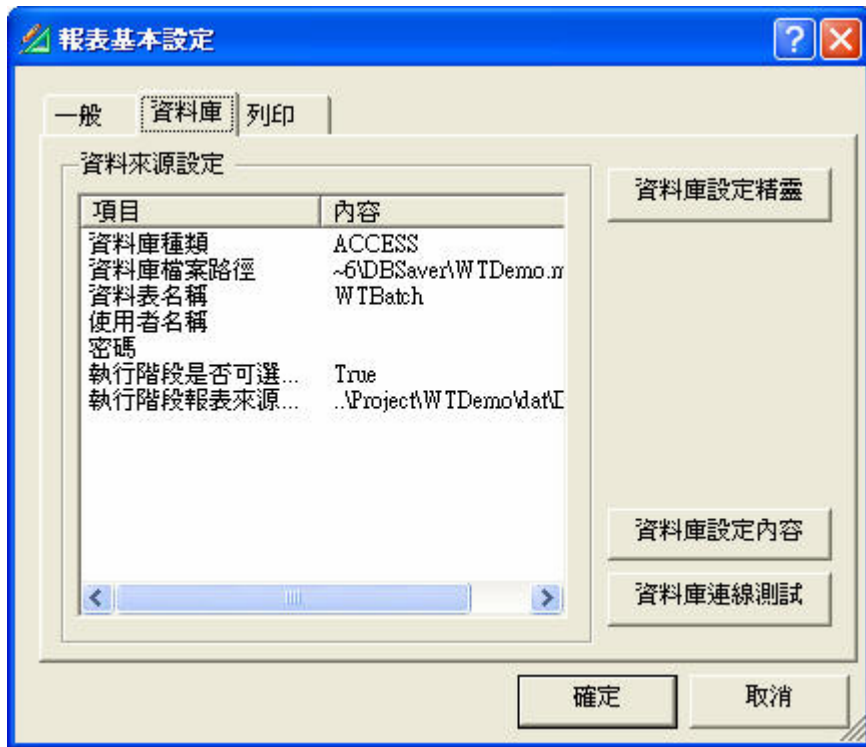 報表基本設定
一般 資料庫 列印
資料來源設定
資料庫設定精靈
項目 內容
資料庫種類 ACCESS
資料庫檔案路徑 ~6\DBSaver\WTDemo.m
資料表名稱 WTBatch
使用者名稱
密碼
執行階段是否可選... True
執行階段報表來源... ..\Project\WTDemo\dat\D
資料庫設定內容
資料庫連線測試
確定 取消